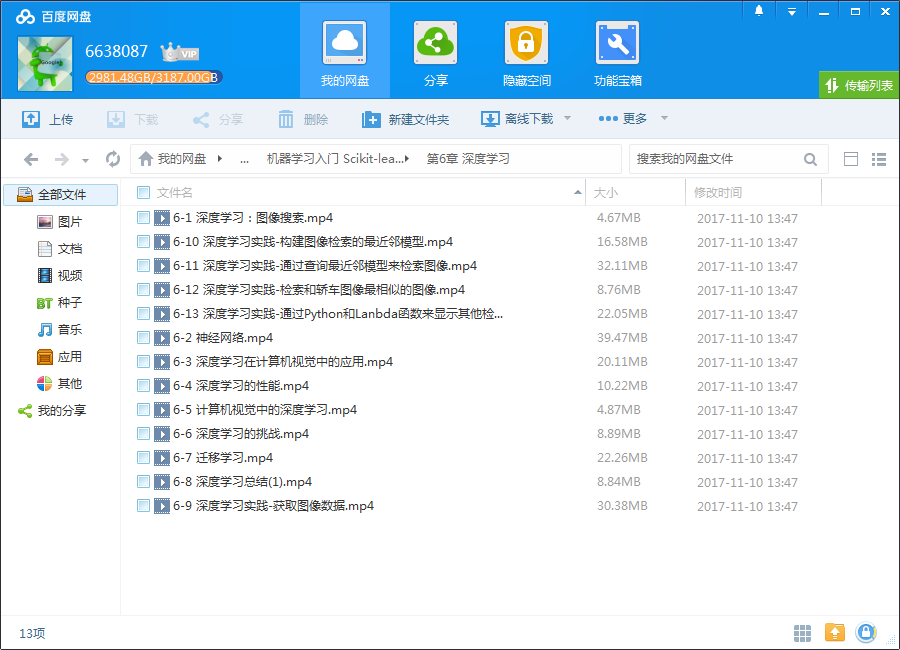 百度网盘
6638087 VIP
2981.48GB/3187.00GB
Google
我的网盘 分享 隐藏空间 功能宝箱
传输列表
上传 下载 分享 删除 新建文件夹 离线下载 更多
我的网盘 ... 机器学习入门 Scikit-lea... 第6章 深度学习 搜索我的网盘文件
全部文件
图片
文档
视频
BT 种子
音乐
应用
其他
我的分享
文件名 大小 修改时间
6-1 深度学习：图像搜索.mp4 4.67MB 2017-11-10 13:47
6-10 深度学习实践-构建图像检索的最近邻模型.mp4 16.58MB 2017-11-10 13:47
6-11 深度学习实践-通过查询最近邻模型来检索图像.mp4 32.11MB 2017-11-10 13:47
6-12 深度学习实践-检索和轿车图像最相似的图像.mp4 8.76MB 2017-11-10 13:47
6-13 深度学习实践-通过Python和Lanbda函数来显示其他检... 22.05MB 2017-11-10 13:47
6-2 神经网络.mp4 39.47MB 2017-11-10 13:47
6-3 深度学习在计算机视觉中的应用.mp4 20.11MB 2017-11-10 13:47
6-4 深度学习的性能.mp4 10.22MB 2017-11-10 13:47
6-5 计算机视觉中的深度学习.mp4 4.87MB 2017-11-10 13:47
6-6 深度学习的挑战.mp4 8.89MB 2017-11-10 13:47
6-7 迁移学习.mp4 22.26MB 2017-11-10 13:47
6-8 深度学习总结(1).mp4 8.84MB 2017-11-10 13:47
6-9 深度学习实践-获取图像数据.mp4 30.38MB 2017-11-10 13:47
13项